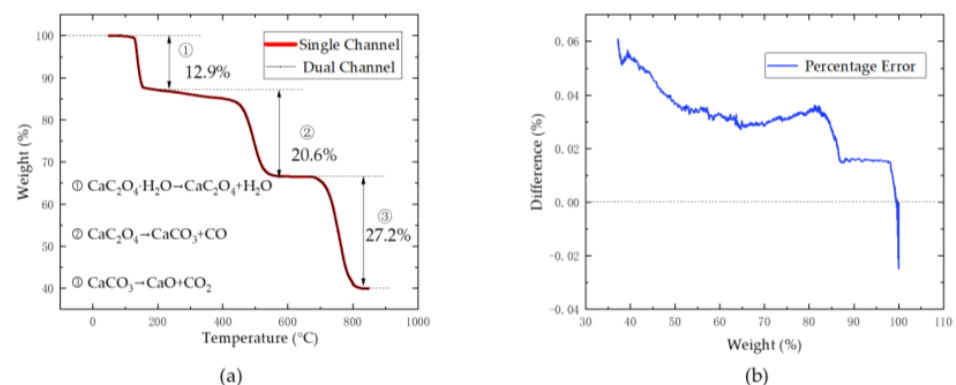 100
90
80
70
60
50
40
Weight (%)
0 200 400 600 800 1000
Temperature (°C)
Single Channel
Dual Channel
①
12.9%
②
20.6%
③
27.2%
① CaC₂O₄·H₂O→CaC₂O₄+H₂O
② CaC₂O₄→CaCO₃+CO
① CaCO₃→CaO+CO₂
(a)
0.06
0.04
0.02
0.00
−0.02
−0.04
Difference (%)
30 40 50 60 70 80 90 100 110
Weight (%)
Percentage Error
(b)